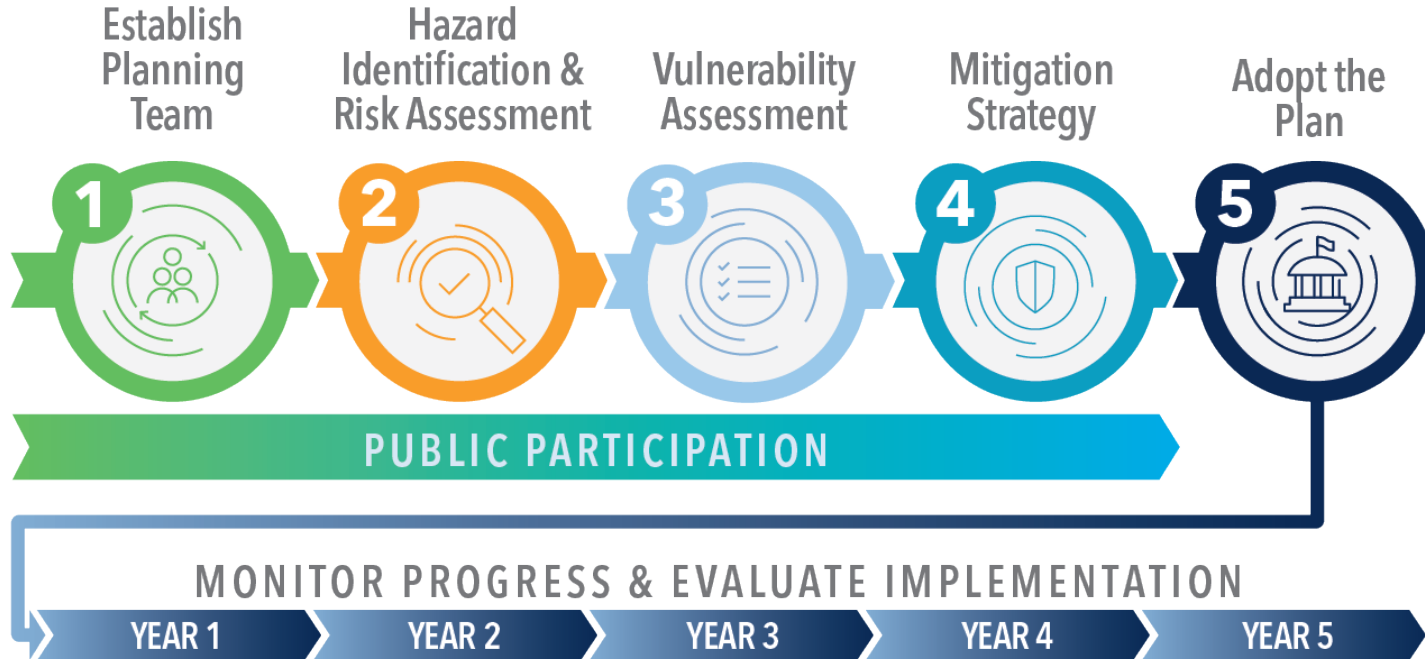 Establish
Planning
Team
Hazard
Identification &
Risk Assessment
Vulnerability
Assessment
Mitigation
Strategy
Adopt the
Plan
1
2
3
4
5
PUBLIC PARTICIPATION
MONITOR PROGRESS & EVALUATE IMPLEMENTATION
YEAR 1
YEAR 2
YEAR 3
YEAR 4
YEAR 5